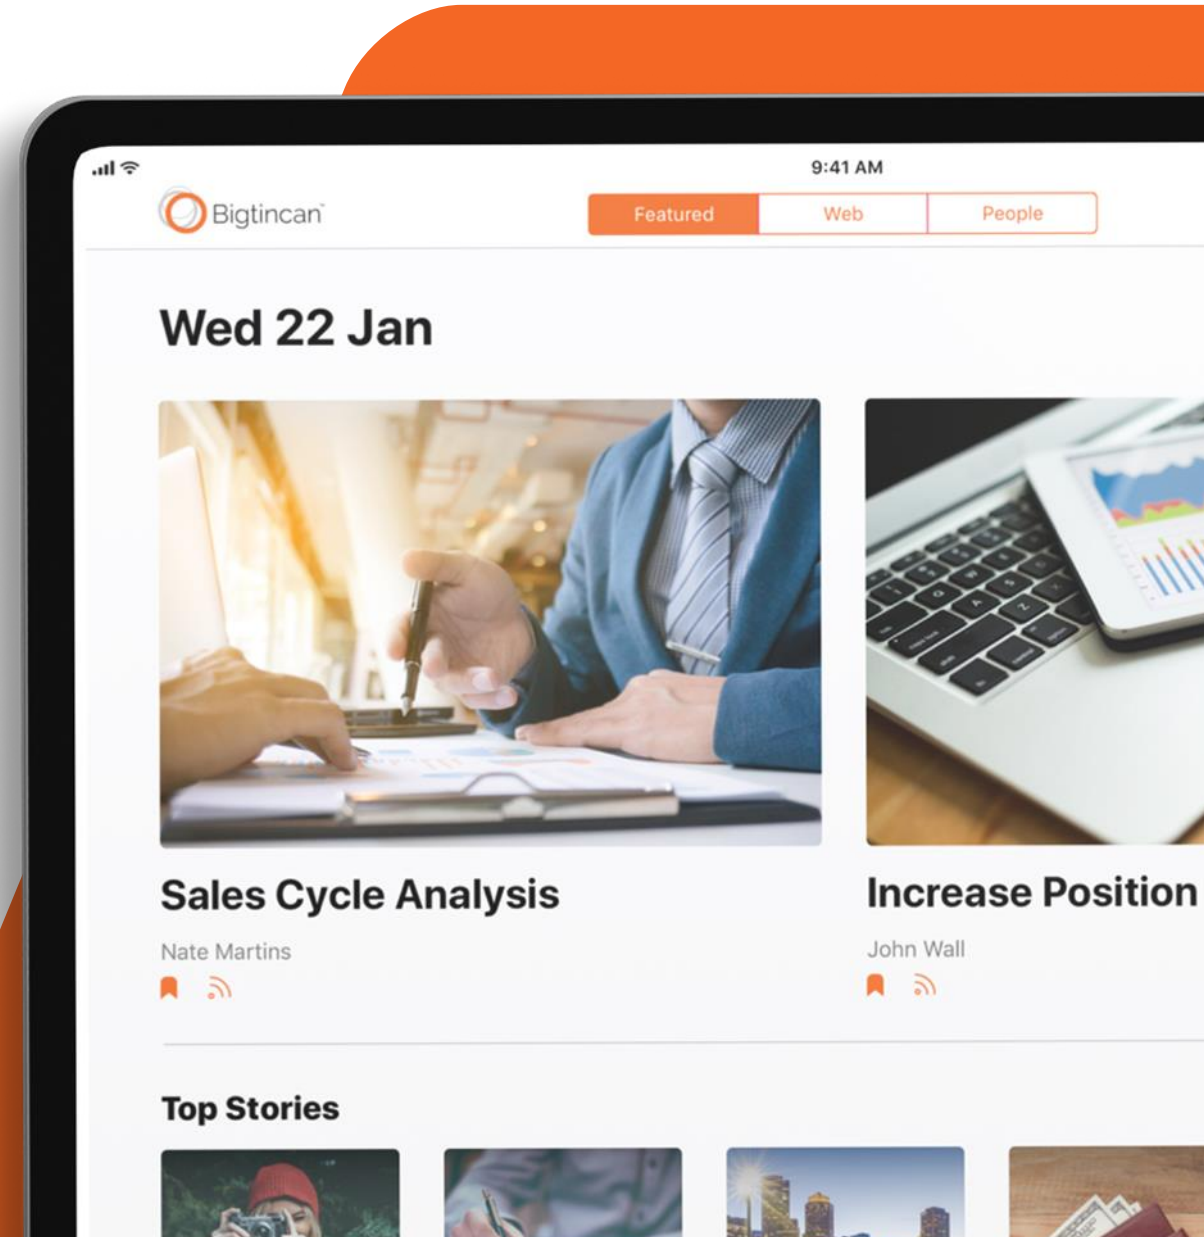 9:41 AM
Bigtincan™
Featured
Web
People
Wed 22 Jan
Sales Cycle Analysis
Increase Position
Nate Martins
John Wall
Top Stories